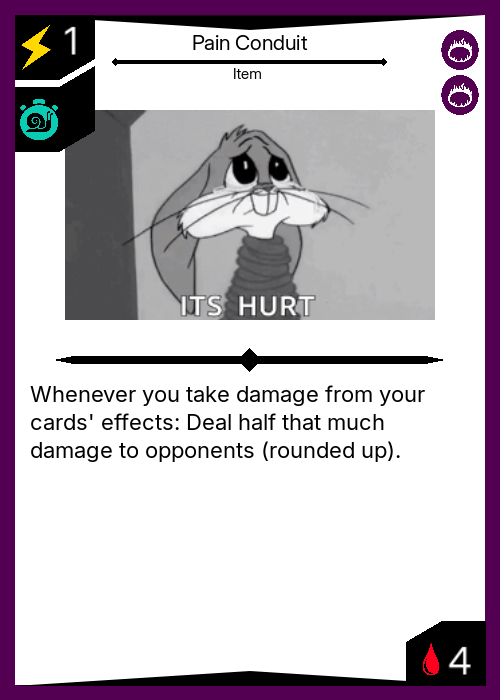 1
Pain Conduit
Item
ITS HURT
Whenever you take damage from your
cards' effects: Deal half that much
damage to opponents (rounded up).
4